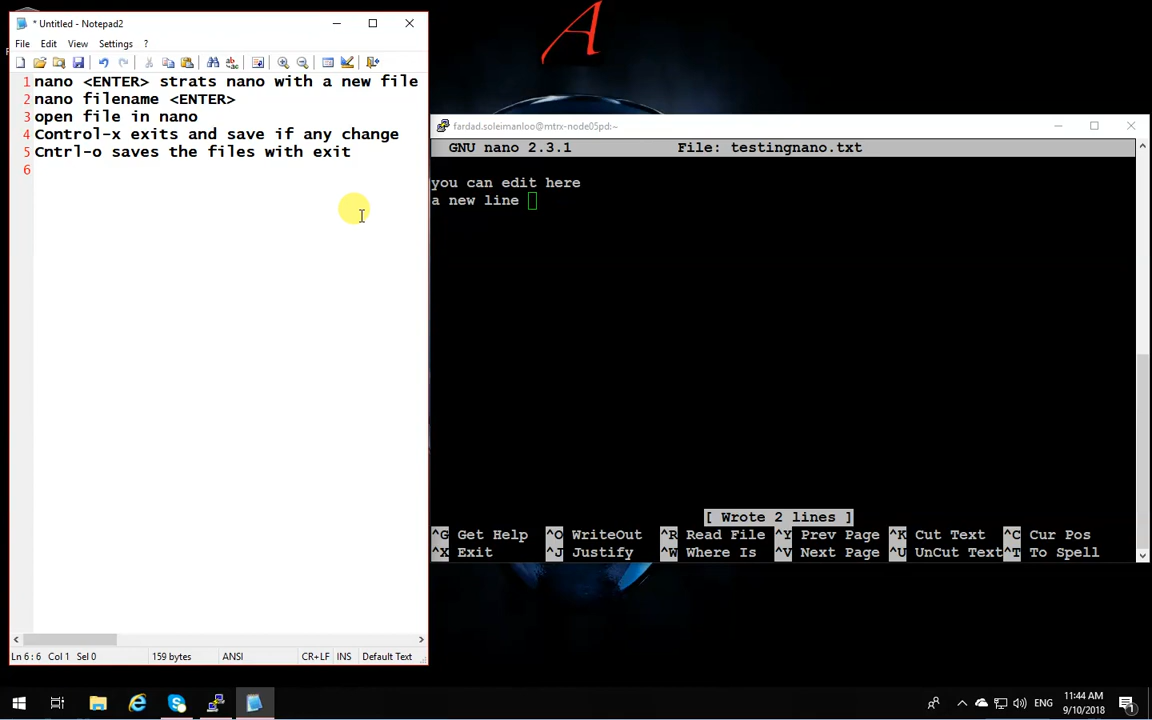 * Untitled - Notepad2
File Edit View Settings ?
1 nano <ENTER> strats nano with a new file
2 nano filename <ENTER>
3 open file in nano
4 Control-x exits and save if any change
5 Cntrl-o saves the files with exit
6
Ln 6 : 6 Col 1 Sel 0 159 bytes ANSI CR+LF INS Default Text
A
fardad.soleimanloo@mtrx-node05pd:~
GNU nano 2.3.1 File: testingnano.txt
you can edit here
a new line
[ Wrote 2 lines ]
^G Get Help ^O WriteOut ^R Read File ^Y Prev Page ^K Cut Text ^C Cur Pos
^X Exit ^J Justify ^W Where Is ^V Next Page ^U UnCut Text ^T To Spell
ENG
11:44 AM
9/10/2018
1